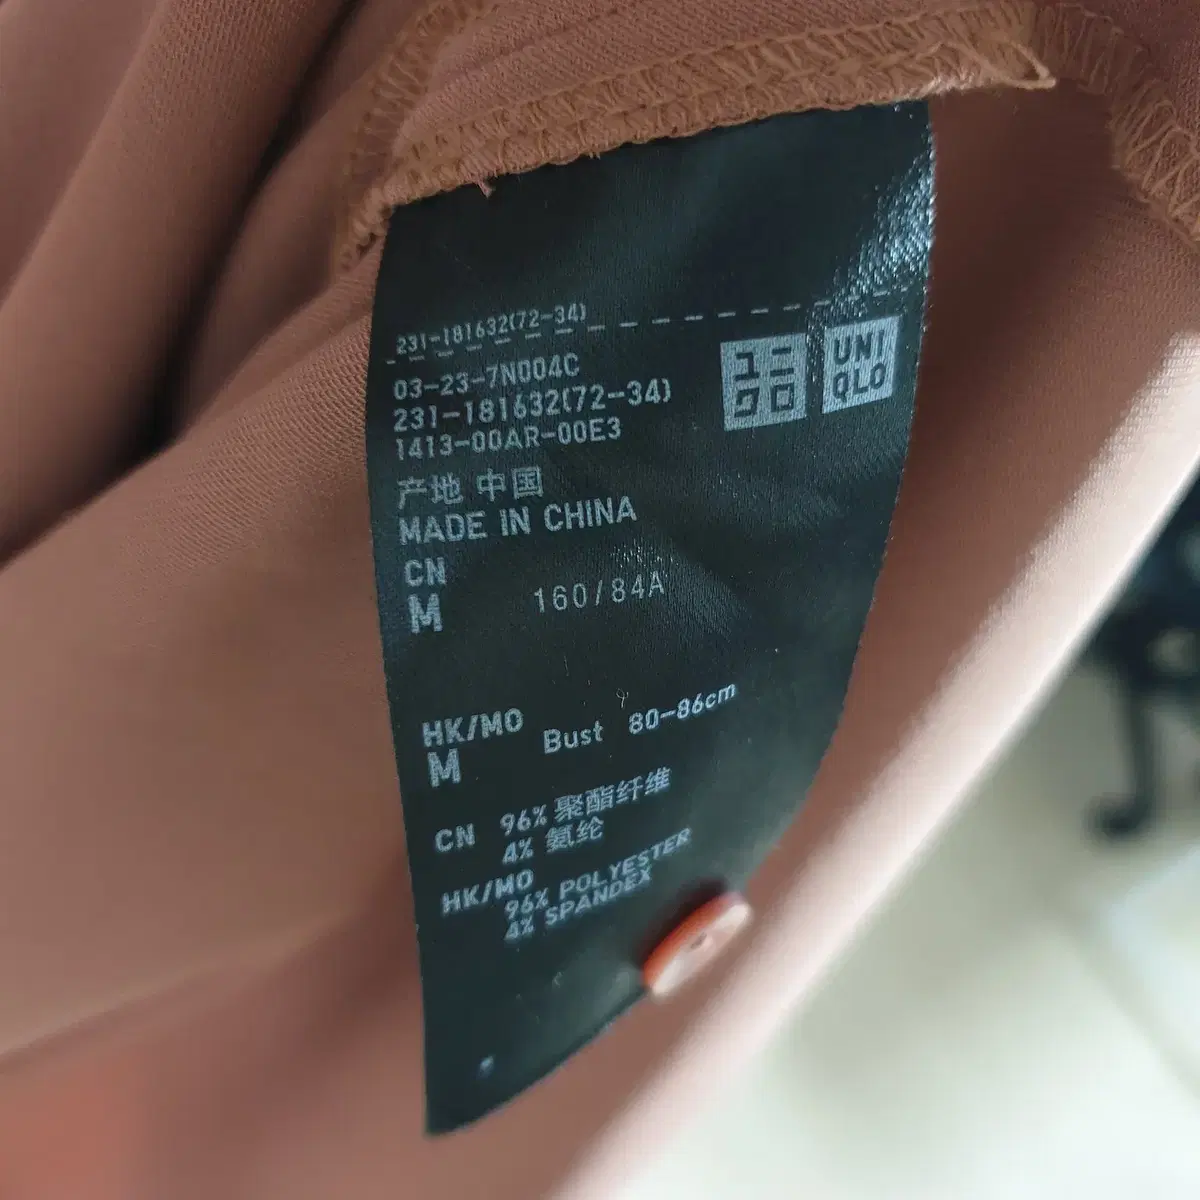 231-181632(72-34)
03-23-7N004C
231-181632(72-34)
1413-00AR-00E3
ユニ
クロ
UNI
QLO
产地 中国
MADE IN CHINA
CN
M 160/84A
HK/MO
M Bust 80-86cm
CN 96% 聚酯纤维
4% 氨纶
HK/MO
96% POLYESTER
4% SPANDEX